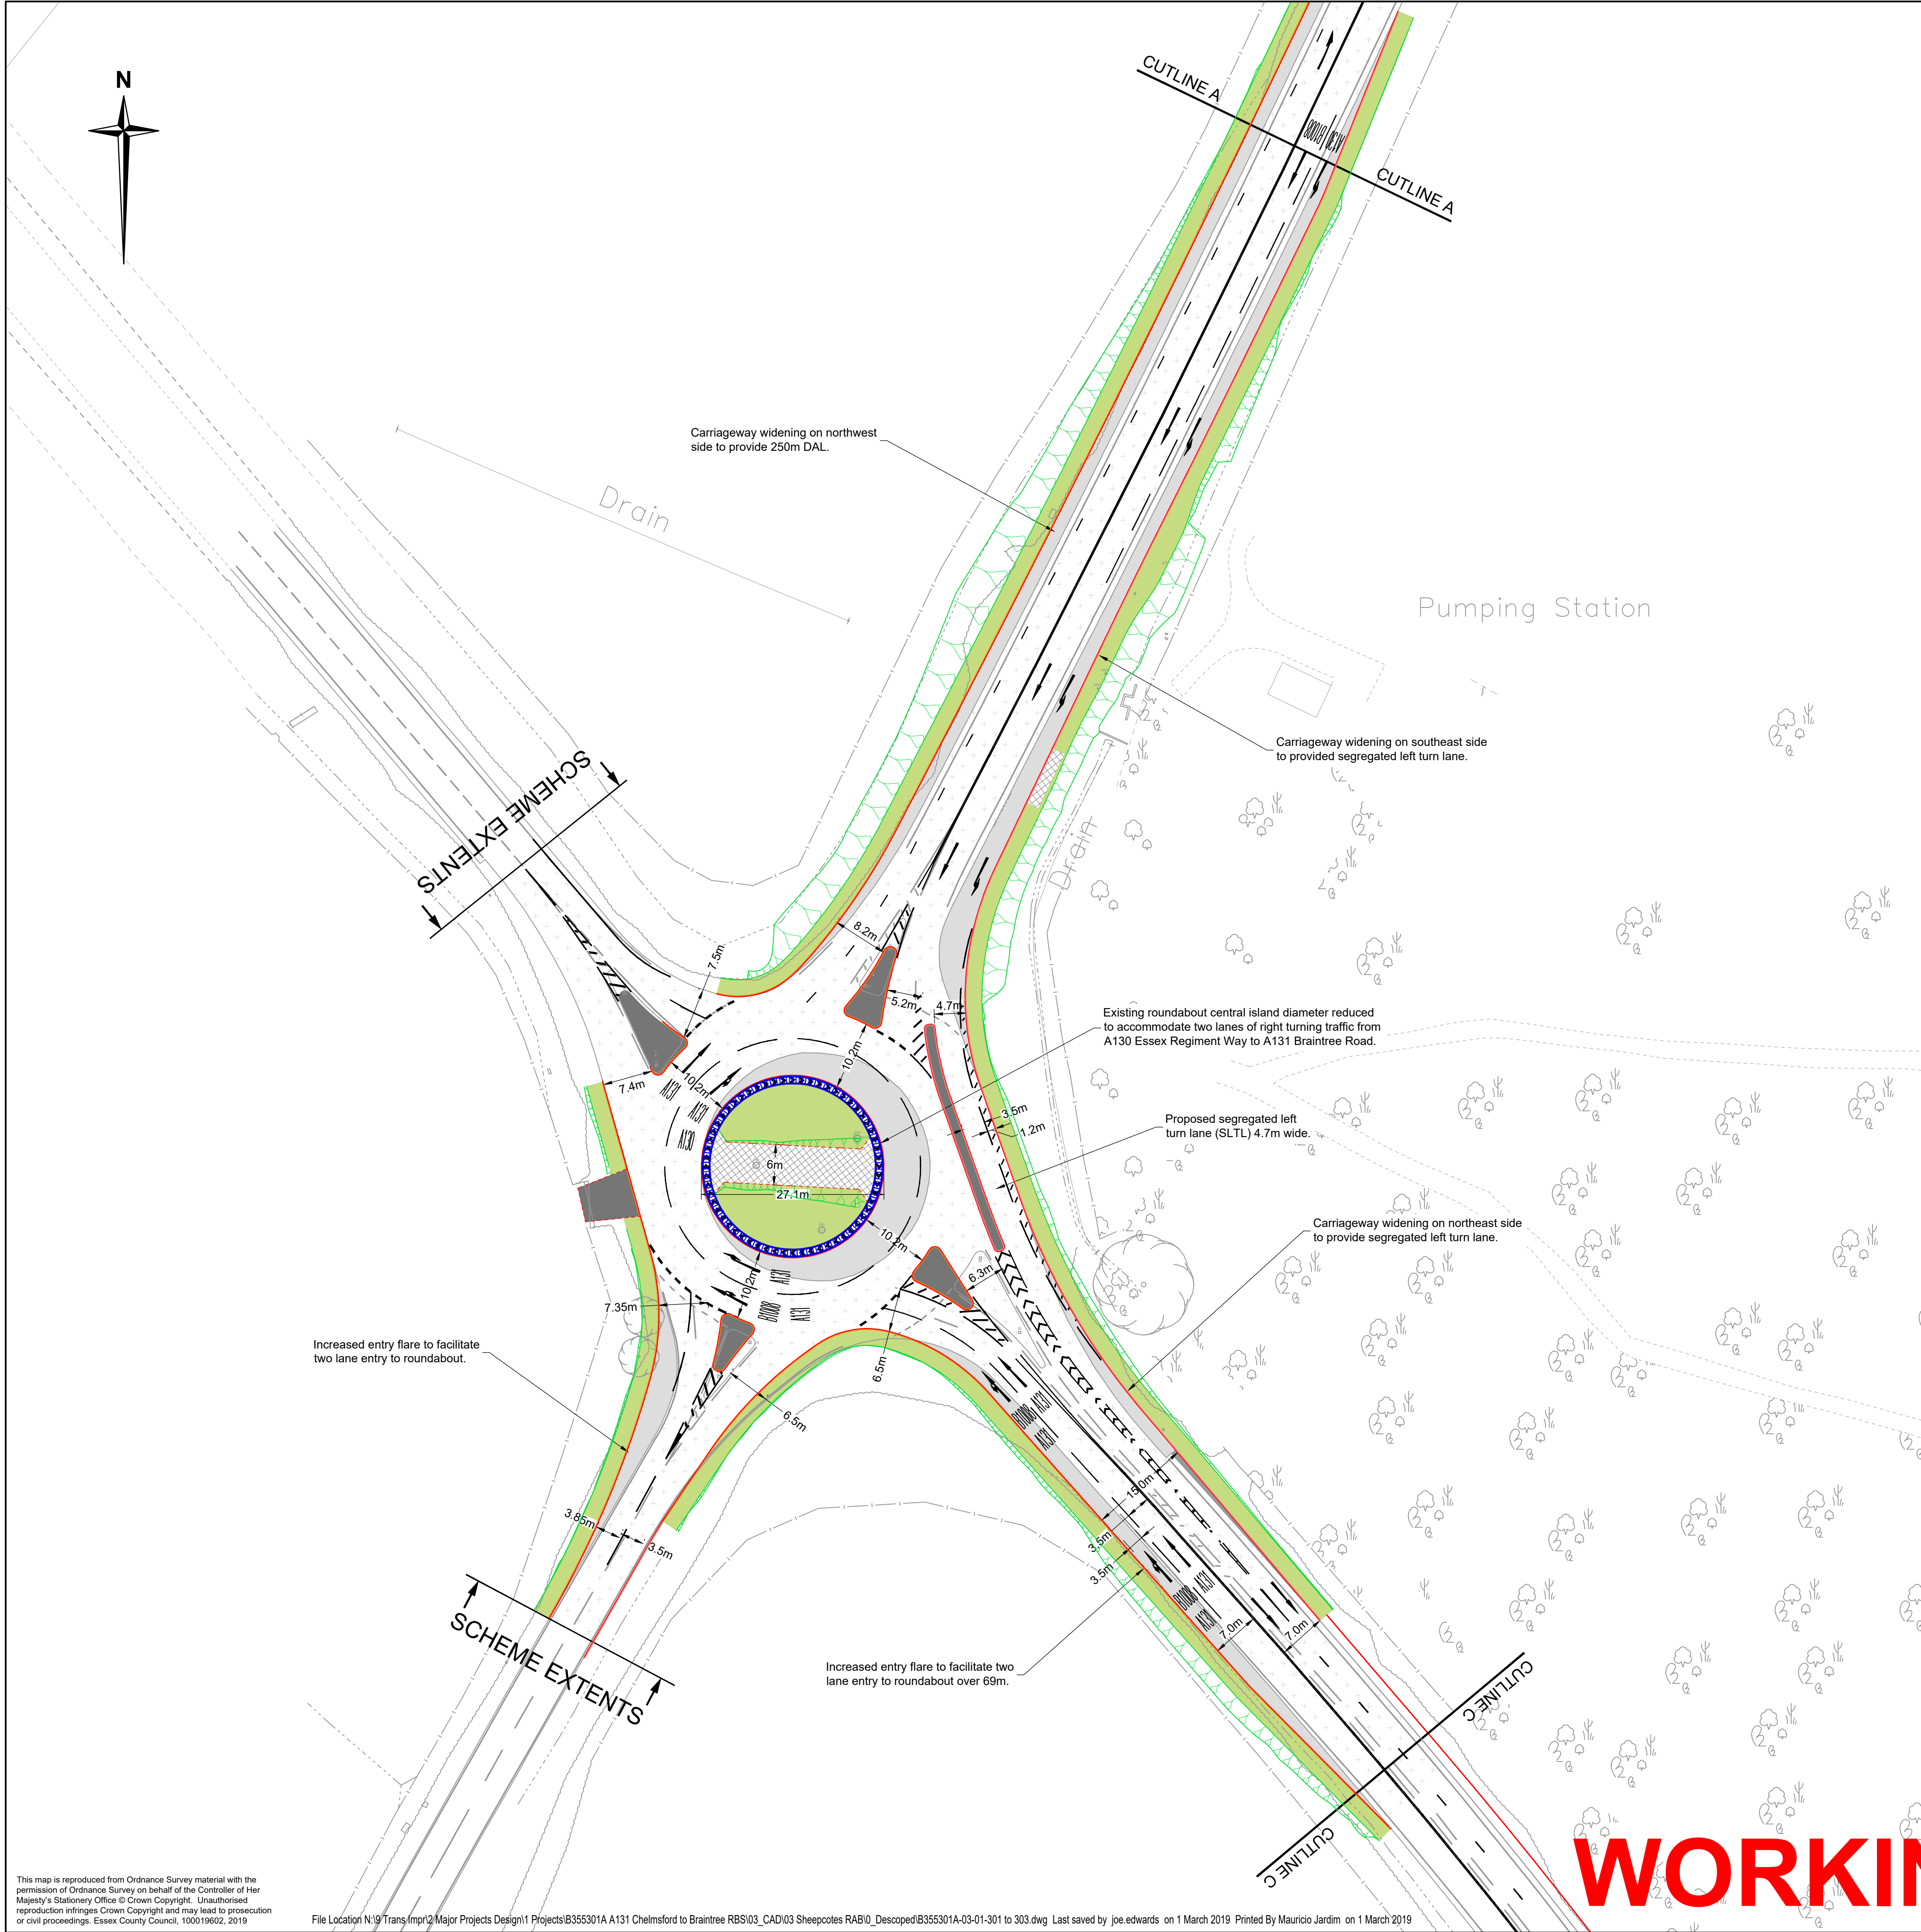 N
CUTLINE A
CUTLINE A
A130
B1008
Carriageway widening on northwest
side to provide 250m DAL.
Drain
Pumping Station
Carriageway widening on southeast side
to provided segregated left turn lane.
SCHEME EXTENTS
Drain
8.2m
7.5m
5.2m
4.7m
Existing roundabout central island diameter reduced
to accommodate two lanes of right turning traffic from
A130 Essex Regiment Way to A131 Braintree Road.
10.2m
10.2m
7.4m
A131
A131
A130
3.5m
1.2m
Proposed segregated left
turn lane (SLTL) 4.7m wide.
6m
27.1m
Carriageway widening on northeast side
to provide segregated left turn lane.
10.2m
6.3m
10.2m
A131
B1008
A131
7.35m
Increased entry flare to facilitate
two lane entry to roundabout.
6.5m
6.5m
B1008
A131
A131
15.0m
3.85m
3.5m
3.5m
3.5m
B1008
A131
A131
7.0m
7.0m
SCHEME EXTENTS
Increased entry flare to facilitate two
lane entry to roundabout over 69m.
CUTLINE C
CUTLINE C
WORKIN
This map is reproduced from Ordnance Survey material with the
permission of Ordnance Survey on behalf of the Controller of Her
Majesty's Stationery Office © Crown Copyright. Unauthorised
reproduction infringes Crown Copyright and may lead to prosecution
or civil proceedings. Essex County Council, 100019602, 2019
File Location N:\9 Trans Impr\2 Major Projects Design\1 Projects\B355301A A131 Chelmsford to Braintree RBS\03_CAD\03 Sheepcotes RAB\0_Descoped\B355301A-03-01-301 to 303.dwg Last saved by joe.edwards on 1 March 2019 Printed By Mauricio Jardim on 1 March 2019